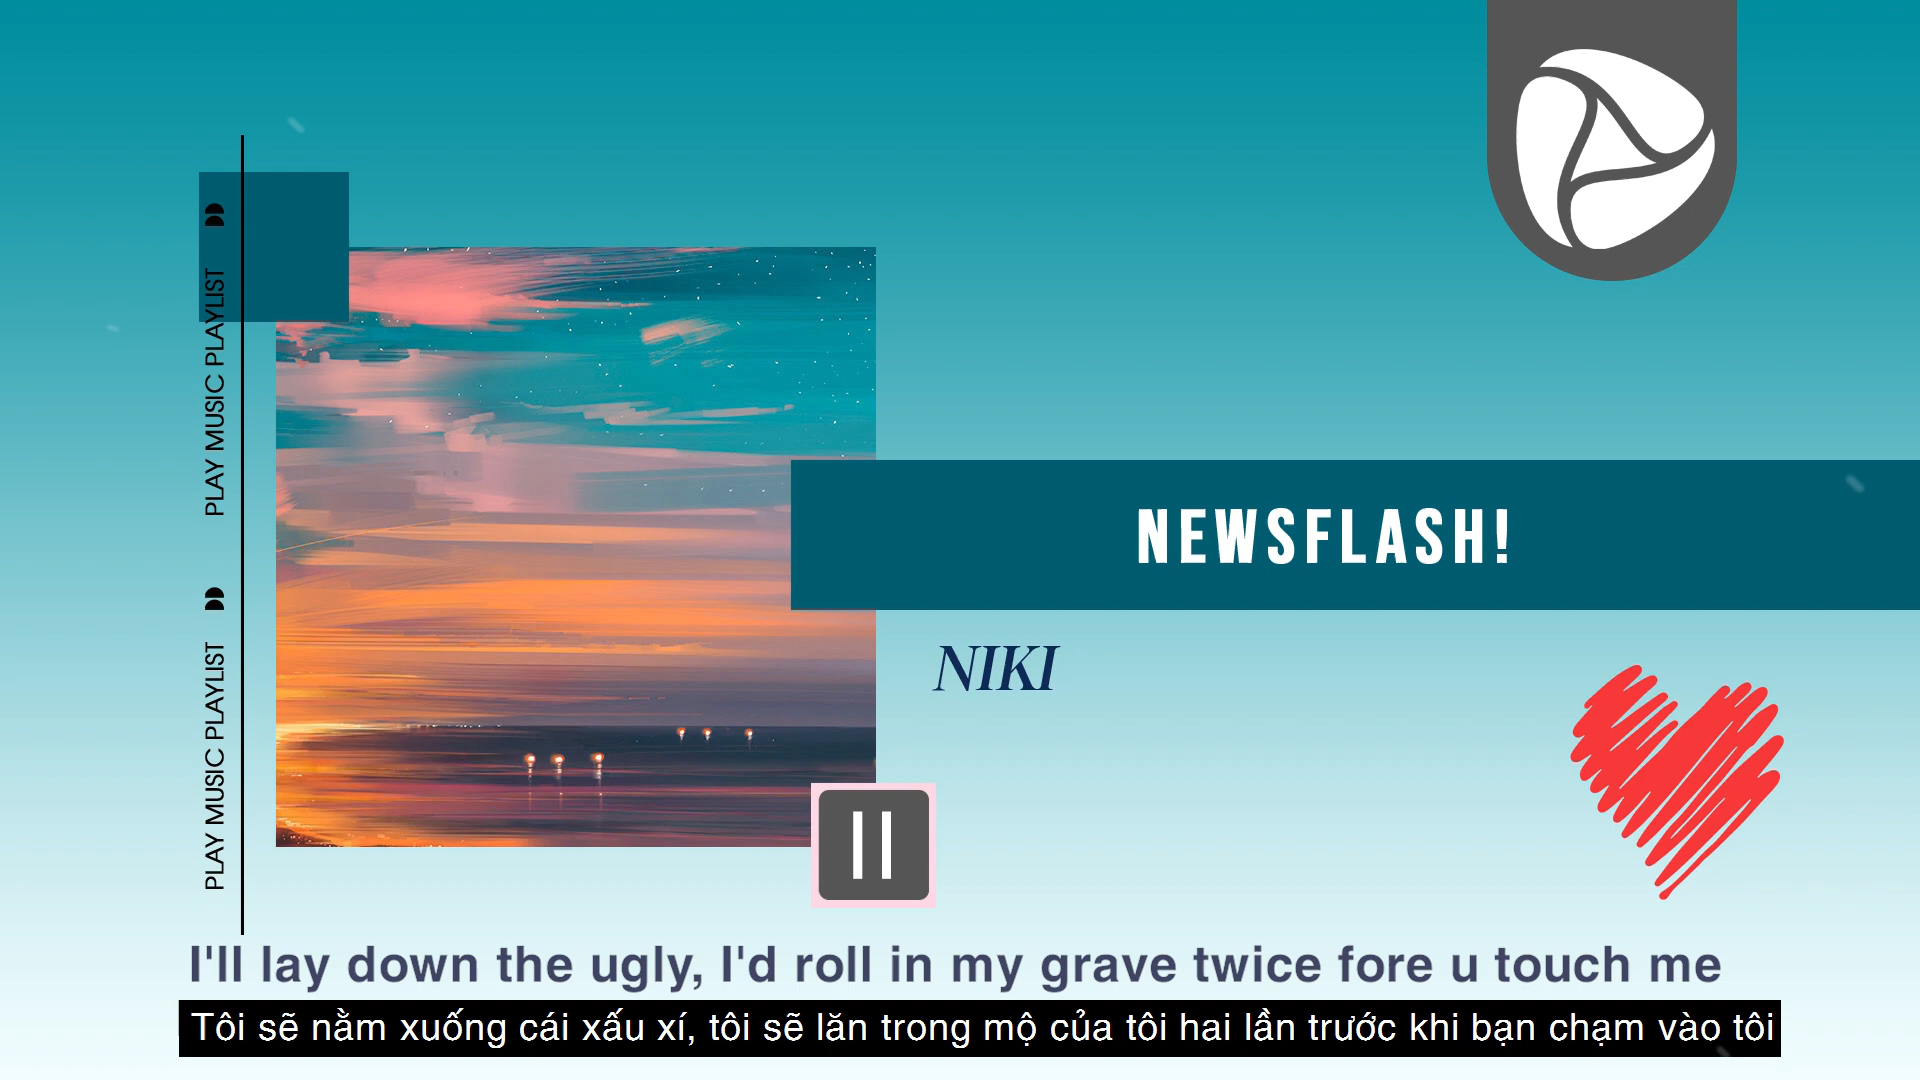 PLAY MUSIC PLAYLIST
PLAY MUSIC PLAYLIST
NEWSFLASH!
NIKI
I'll lay down the ugly, I'd roll in my grave twice fore u touch me
Tôi sẽ nằm xuống cái xấu xí, tôi sẽ lăn trong mộ của tôi hai lần trước khi bạn chạm vào tôi